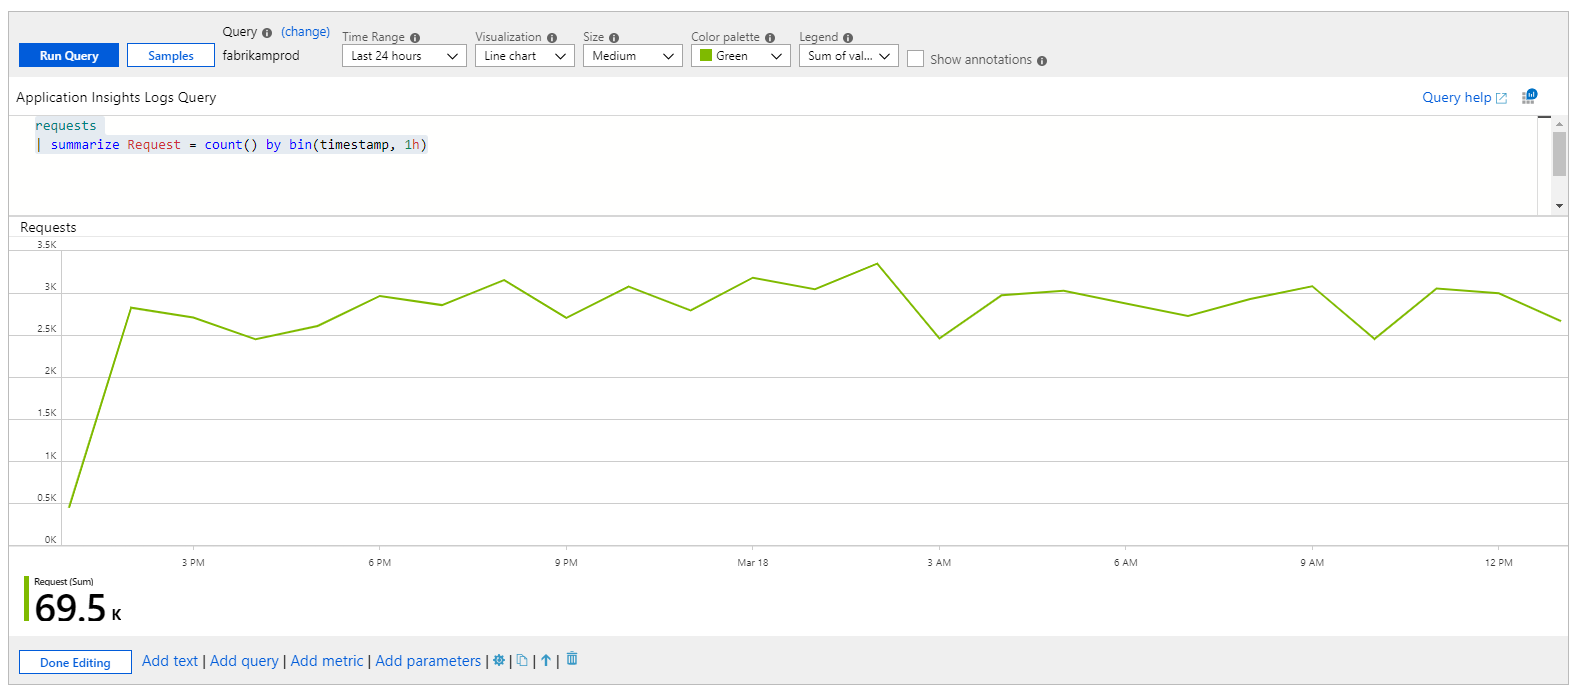 Query (change)
Time Range
Visualization
Size
Color palette
Legend
Run Query
Samples
fabrikamprod
Last 24 hours
Line chart
Medium
Green
Sum of val...
Show annotations
Application Insights Logs Query
Query help
requests
| summarize Request = count() by bin(timestamp, 1h)
Requests
3.5K
3K
2.5K
2K
1.5K
1K
0.5K
0K
3 PM
6 PM
9 PM
Mar 18
3 AM
6 AM
9 AM
12 PM
Request (Sum)
69.5 K
Done Editing
Add text | Add query | Add metric | Add parameters | | | |